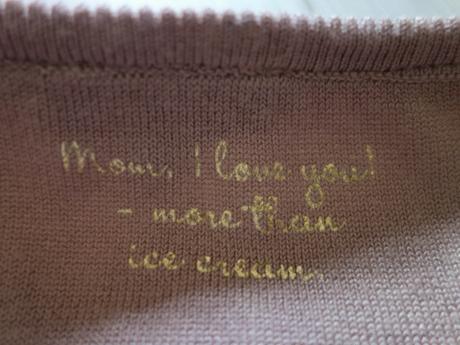 Mom, I love you!
- more than
ice cream.